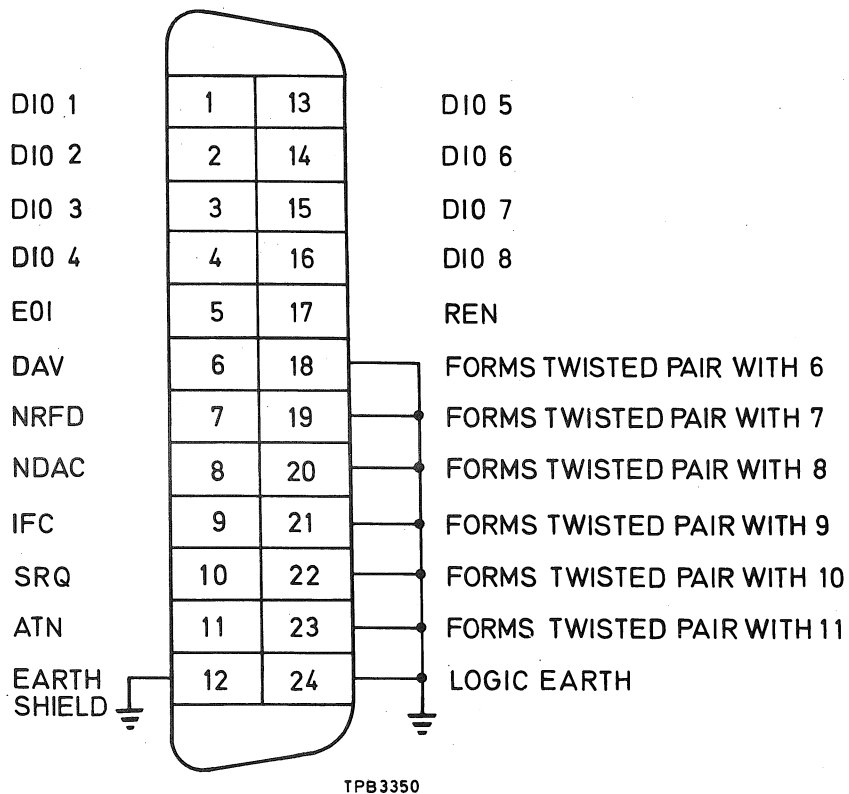 DIO 1 1 13 DIO 5
DIO 2 2 14 DIO 6
DIO 3 3 15 DIO 7
DIO 4 4 16 DIO 8
EOI 5 17 REN
DAV 6 18 FORMS TWISTED PAIR WITH 6
NRFD 7 19 FORMS TWISTED PAIR WITH 7
NDAC 8 20 FORMS TWISTED PAIR WITH 8
IFC 9 21 FORMS TWISTED PAIR WITH 9
SRQ 10 22 FORMS TWISTED PAIR WITH 10
ATN 11 23 FORMS TWISTED PAIR WITH 11
EARTH 12 24 LOGIC EARTH
SHIELD
TPB3350